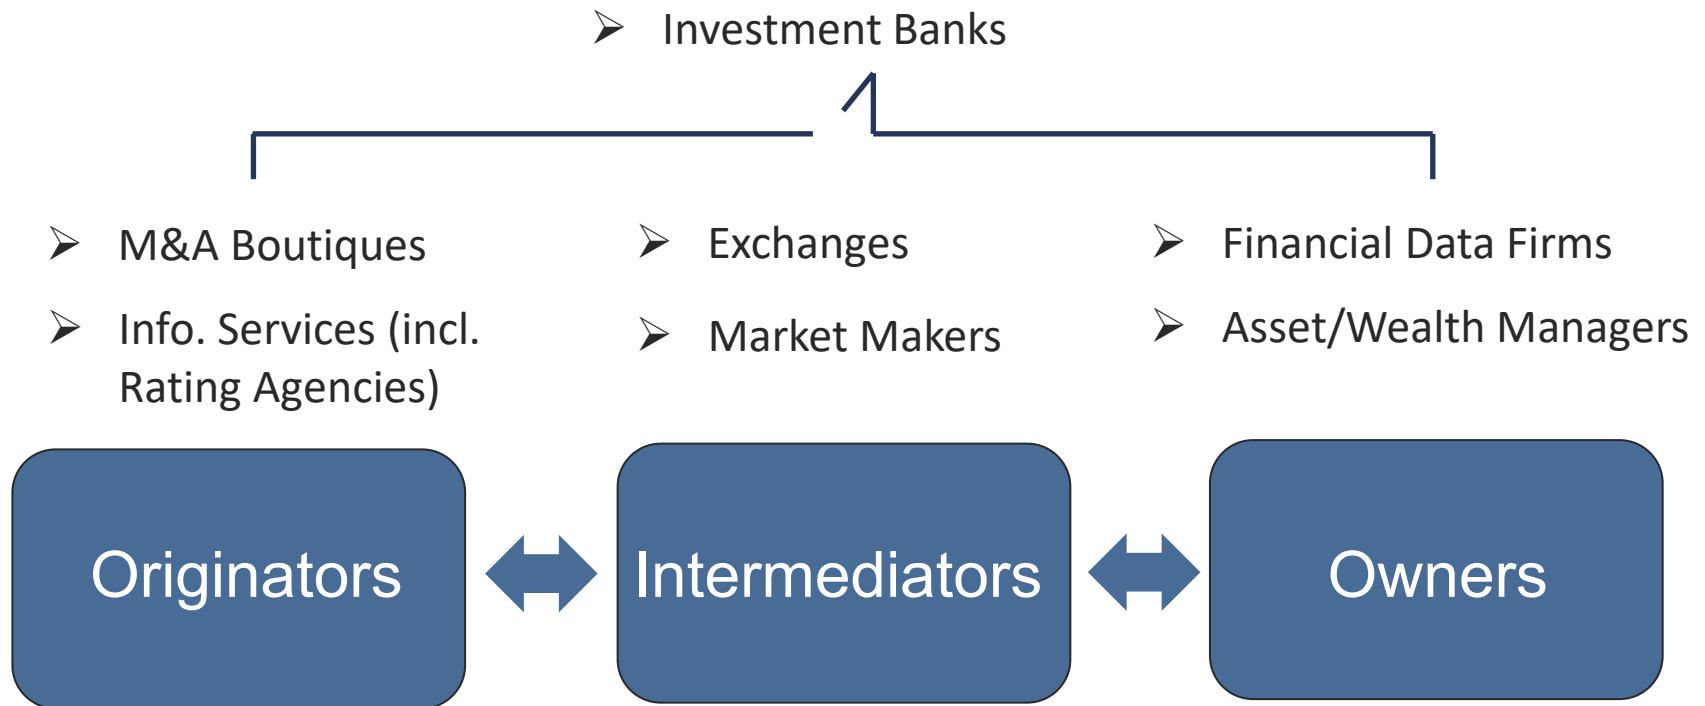 ➢ Investment Banks
➢ M&A Boutiques
➢ Info. Services (incl.
Rating Agencies)
➢ Exchanges
➢ Market Makers
➢ Financial Data Firms
➢ Asset/Wealth Managers
Originators
Intermediators
Owners